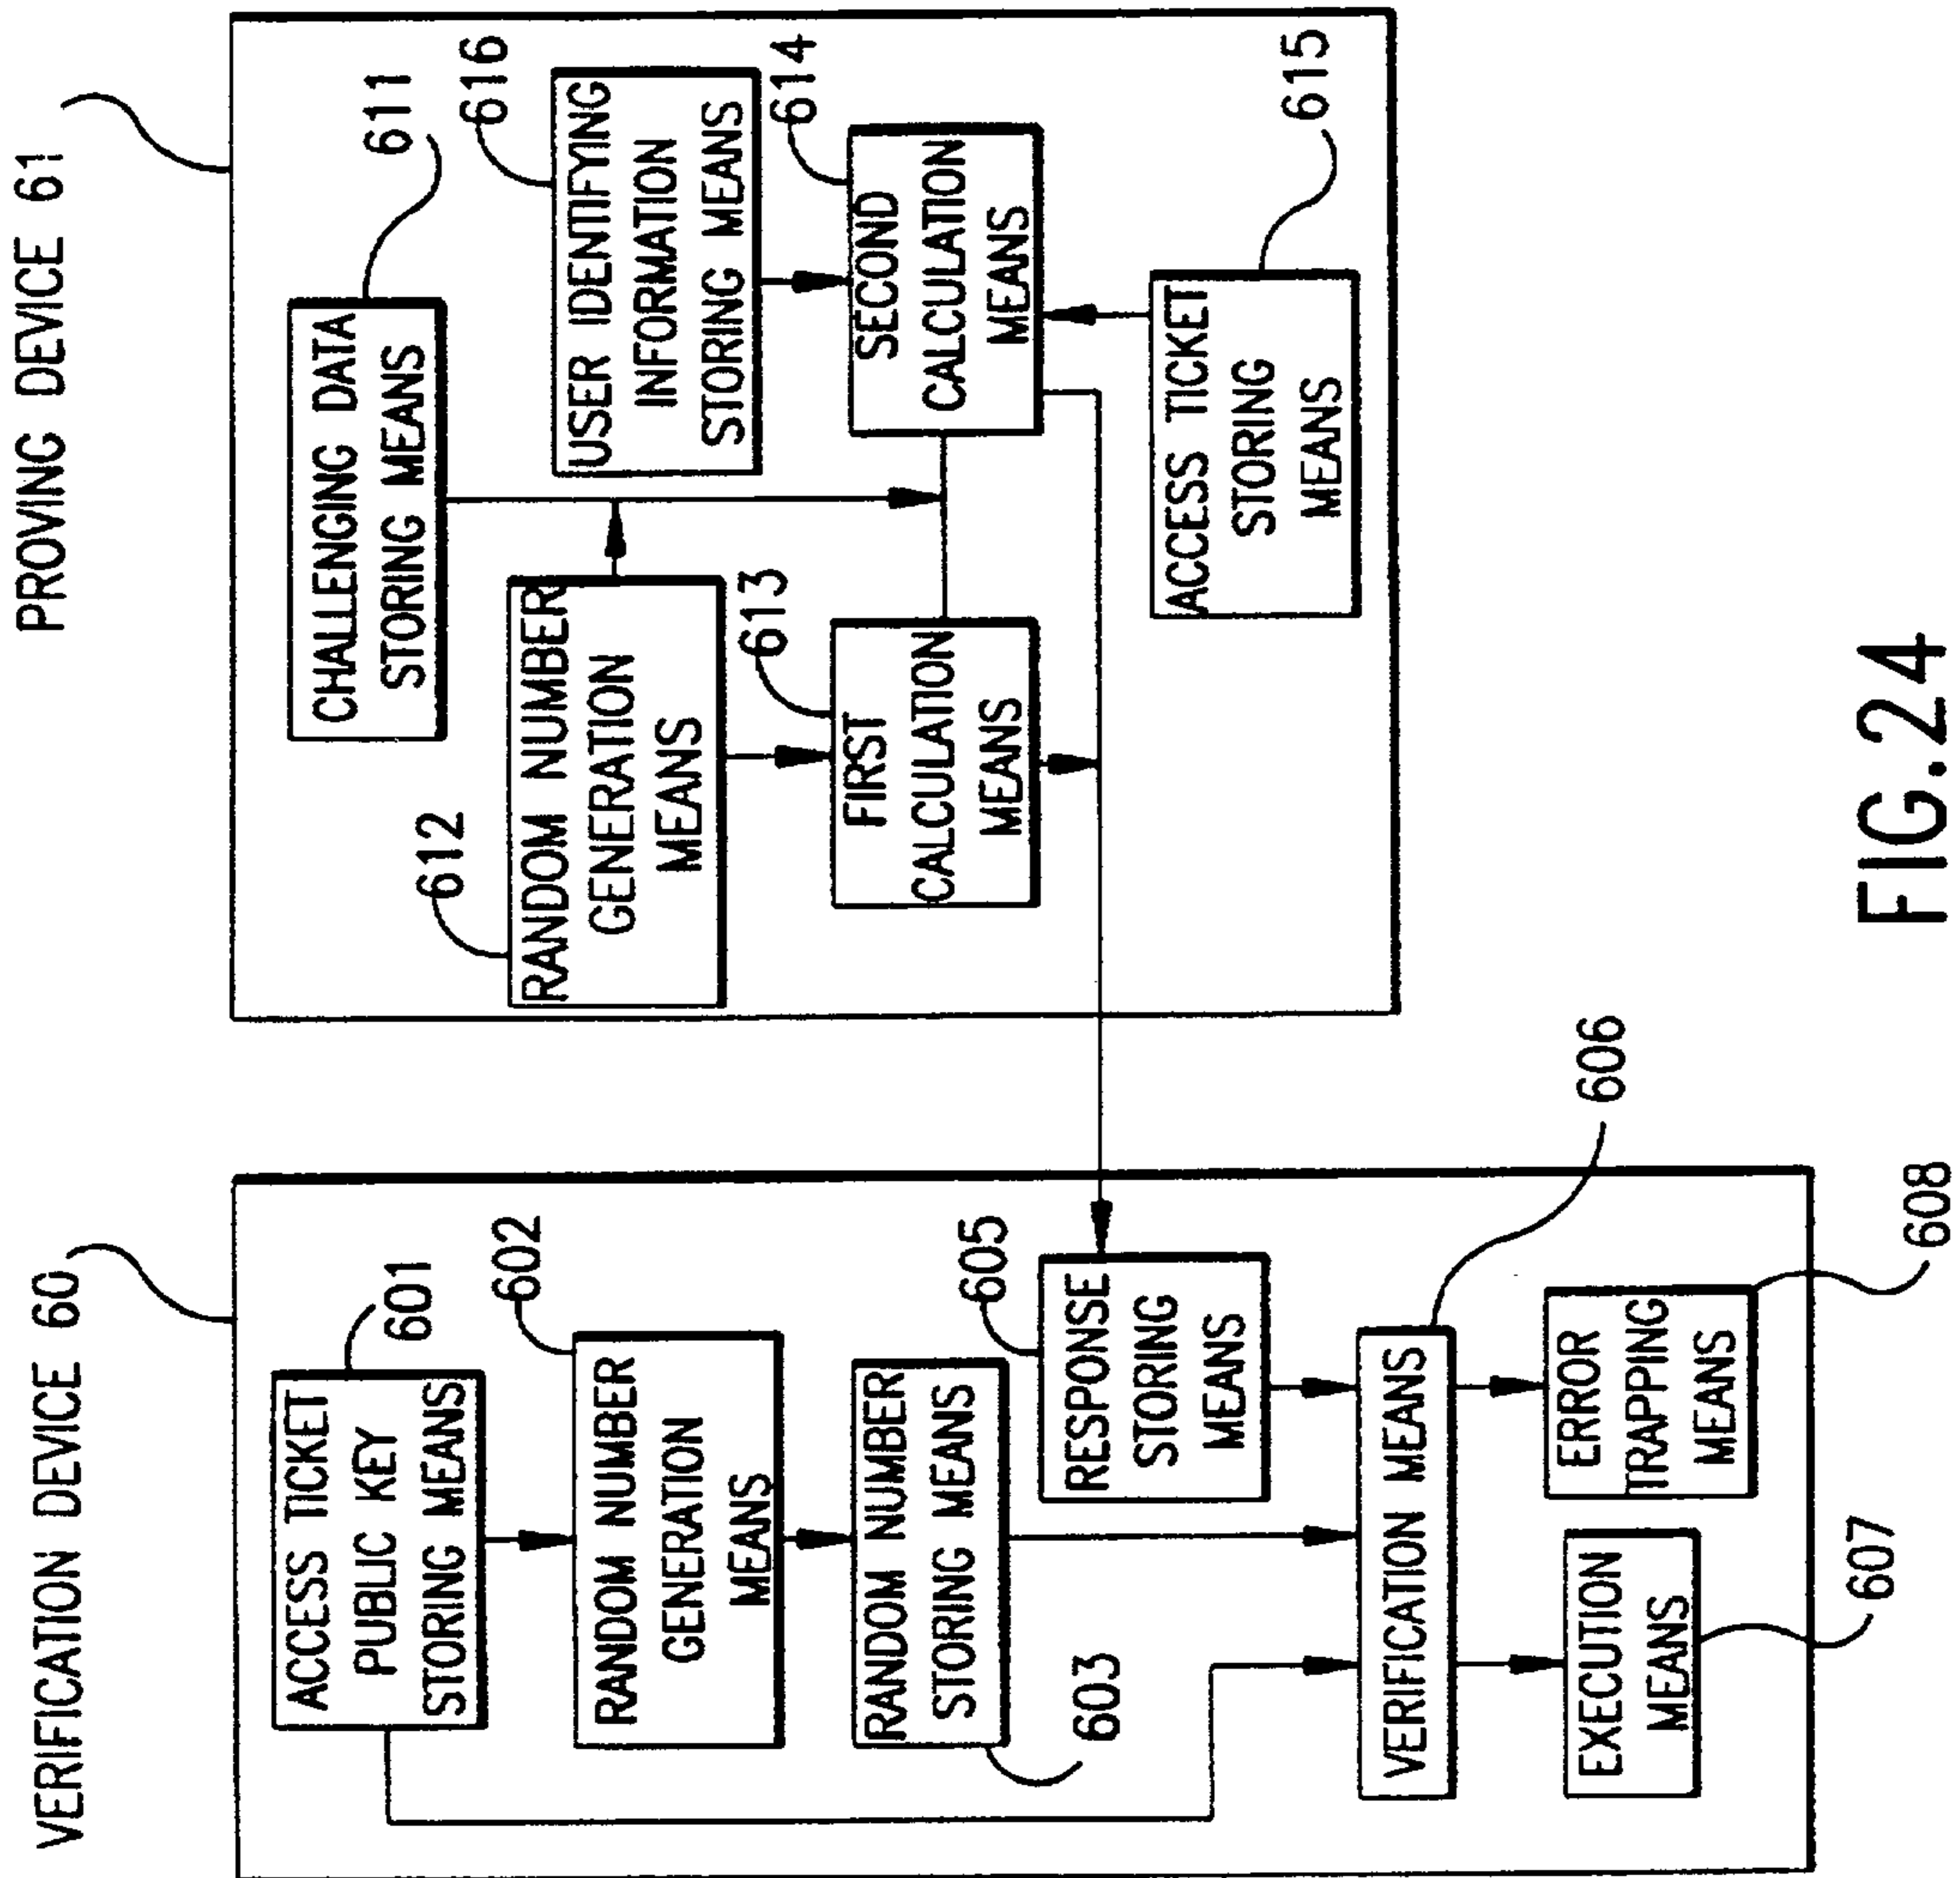 VERIFICATION DEVICE 60
ACCESS TICKET
PUBLIC KEY
STORING MEANS
601
RANDOM NUMBER
GENERATION
MEANS
602
RANDOM NUMBER
STORING MEANS
603
RESPONSE
STORING
MEANS
605
VERIFICATION MEANS
606
EXECUTION
MEANS
607
ERROR
TRAPPING
MEANS
608
PROVING DEVICE 61
CHALLENGING DATA
STORING MEANS
611
RANDOM NUMBER
GENERATION
MEANS
612
USER IDENTIFYING
INFORMATION
STORING MEANS
616
FIRST
CALCULATION
MEANS
613
SECOND
CALCULATION
MEANS
614
ACCESS TICKET
STORING
MEANS
615
FIG.24